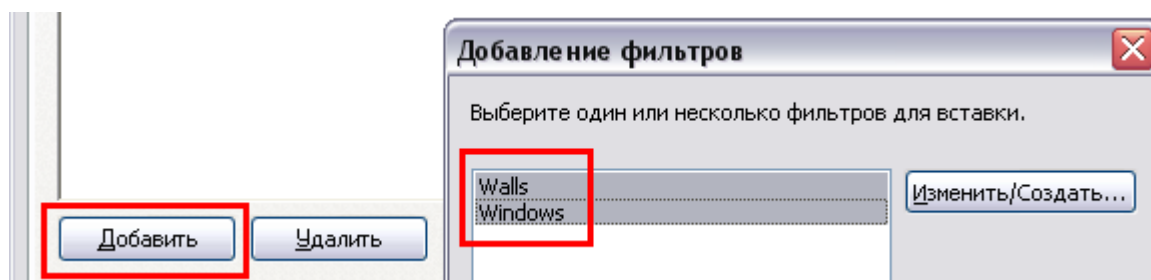 Добавление фильтров
Выберите один или несколько фильтров для вставки.
Walls
Windows
Изменить/Создать...
Добавить
Удалить